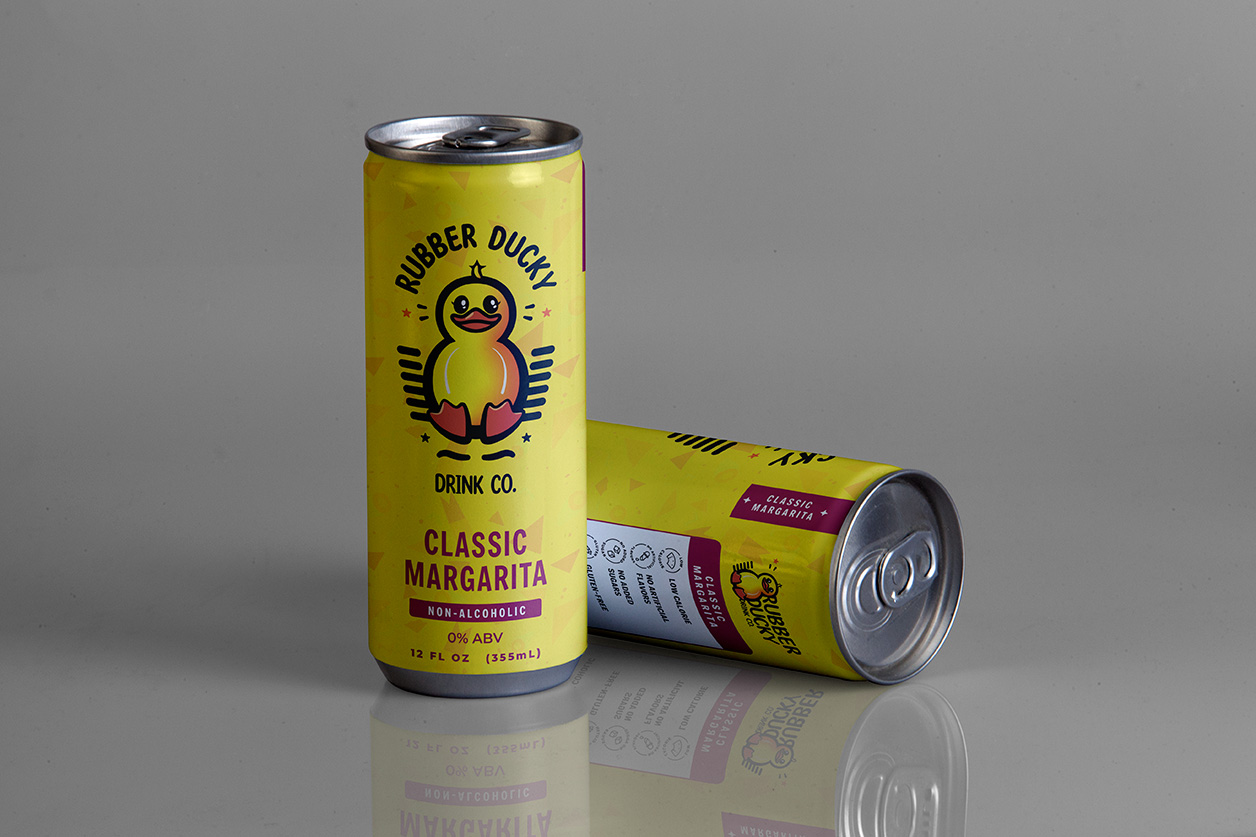 RUBBER DUCKY
DRINK CO.
CLASSIC
MARGARITA
NON-ALCOHOLIC
0% ABV
12 FL OZ (355mL)
CKY
CLASSIC
MARGARITA
CLASSIC
MARGARITA
LOW CALORIE
NO ARTIFICIAL
FLAVORS
NO ADDED
SUGARS
GLUTEN-FREE
RUBBER
DUCKY
DRINK CO.